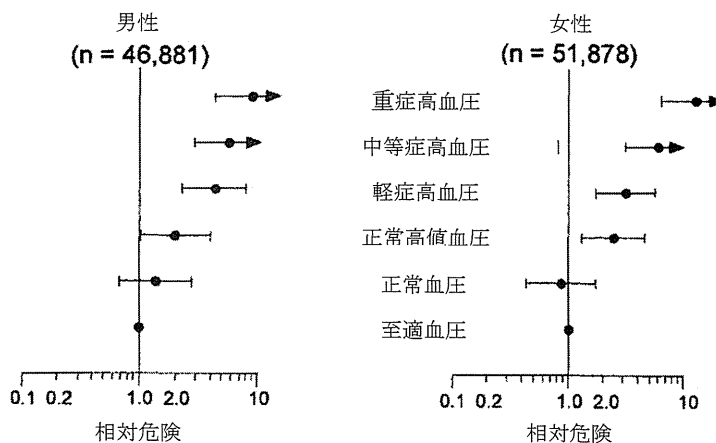 男性
(n = 46,881)
女性
(n = 51,878)
重症高血圧
中等症高血圧
軽症高血圧
正常高値血圧
正常血圧
至適血圧
0.1 0.2 1.0 2.0 10
0.1 0.2 1.0 2.0 10
相対危険
相対危険